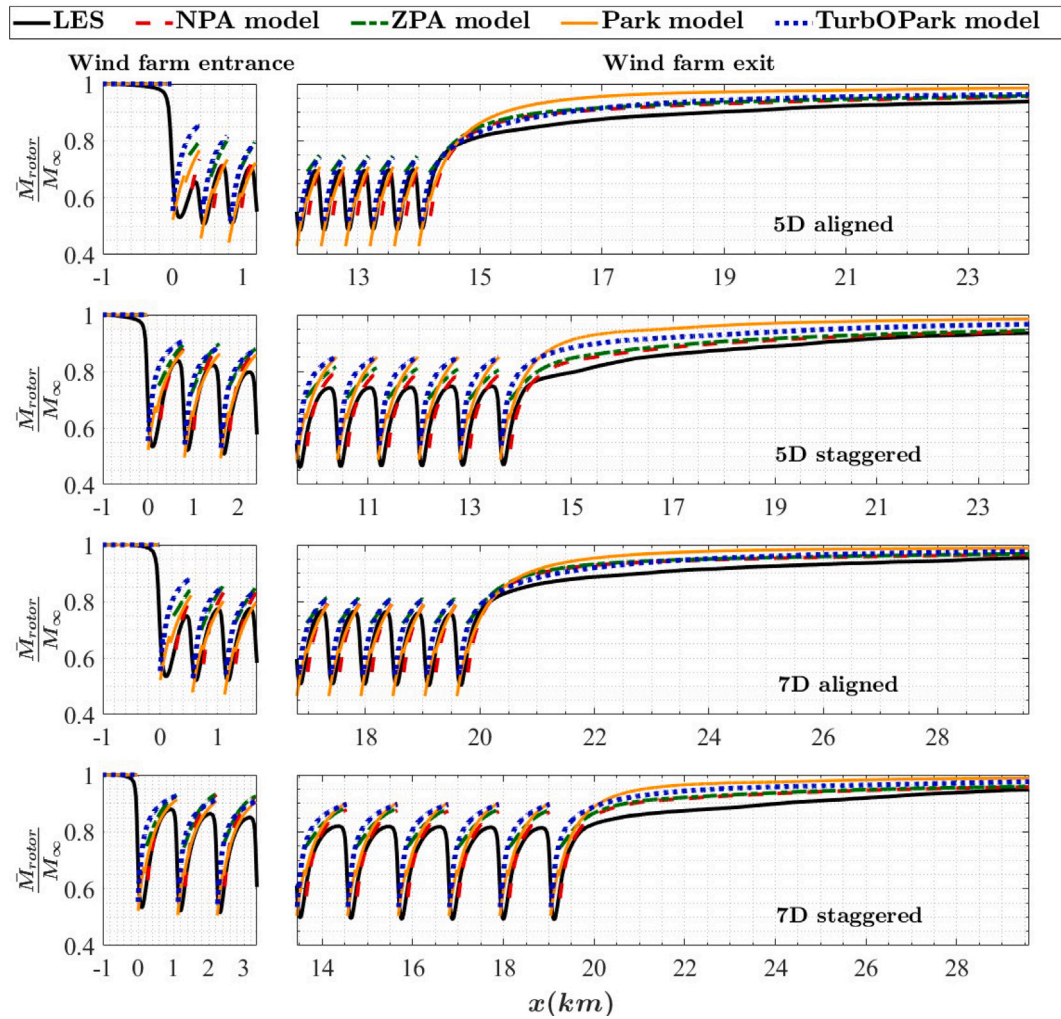 LES NPA model ZPA model Park model TurbOPark model
Wind farm entrance Wind farm exit
1
0.8
0.6
0.4
M̄rotor
M∞
5D aligned
-1 0 1 13 15 17 19 21 23
1
0.8
0.6
0.4
M̄rotor
M∞
5D staggered
-1 0 1 2 11 13 15 17 19 21 23
1
0.8
0.6
0.4
M̄rotor
M∞
7D aligned
-1 0 1 18 20 22 24 26 28
1
0.8
0.6
0.4
M̄rotor
M∞
7D staggered
-1 0 1 2 3 14 16 18 20 22 24 26 28
x(km)